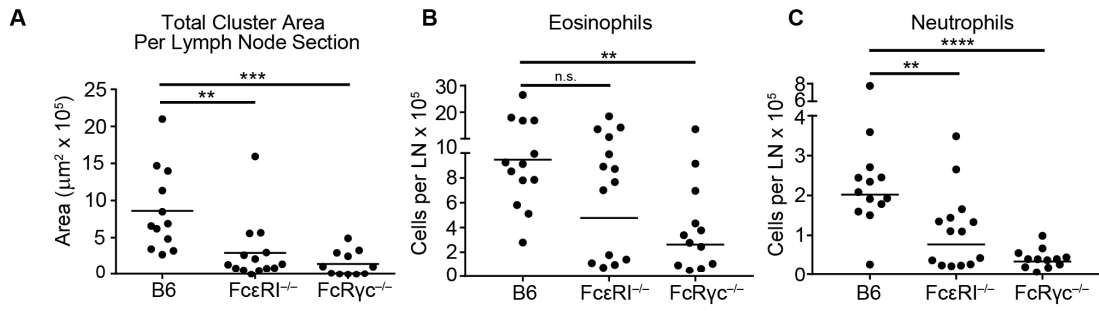 A
Total Cluster Area
Per Lymph Node Section
***
**
Area (μm² x 10⁵)
25
20
15
10
5
0
B6
FcεRI⁻/⁻
FcRγc⁻/⁻
B
Eosinophils
**
n.s.
Cells per LN x 10⁵
30
20
10
8
6
4
2
0
B6
FcεRI⁻/⁻
FcRγc⁻/⁻
C
Neutrophils
****
**
Cells per LN x 10⁵
8
6
4
3
2
1
0
B6
FcεRI⁻/⁻
FcRγc⁻/⁻